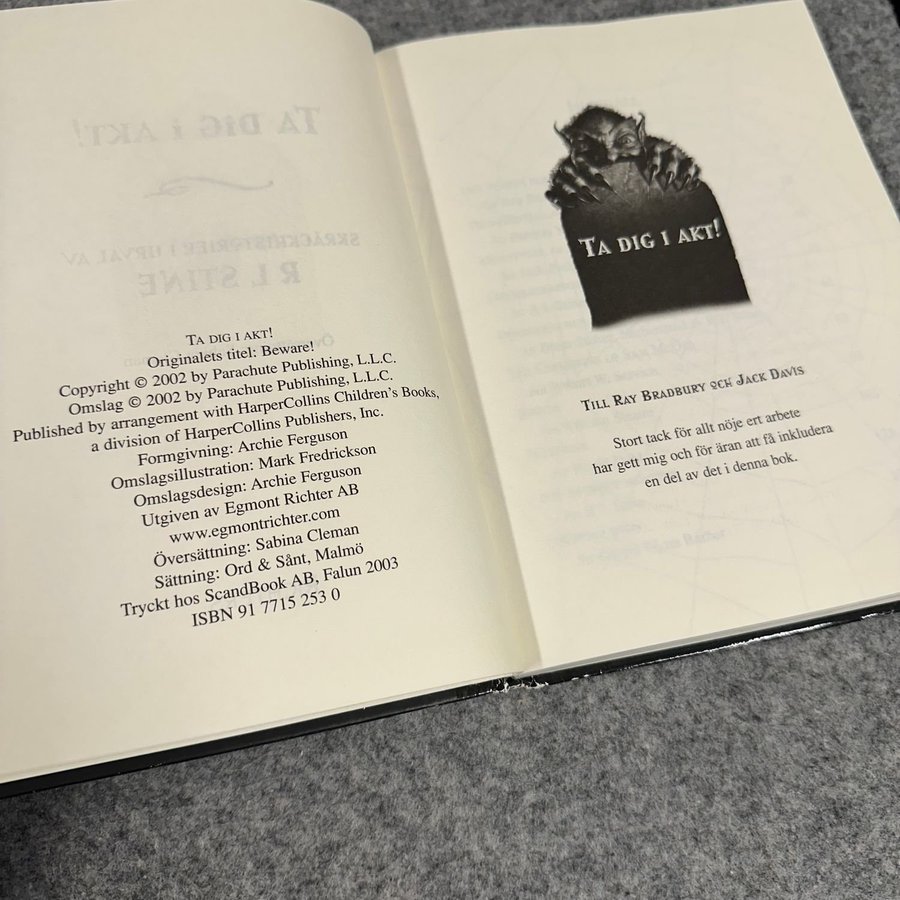 TA DIG I AKT!
Originalets titel: Beware!
Copyright © 2002 by Parachute Publishing, L.L.C.
Omslag © 2002 by Parachute Publishing, L.L.C.
Published by arrangement with HarperCollins Children's Books,
a division of HarperCollins Publishers, Inc.
Formgivning: Archie Ferguson
Omslagsillustration: Mark Fredrickson
Omslagsdesign: Archie Ferguson
Utgiven av Egmont Richter AB
www.egmontrichter.com
Översättning: Sabina Cleman
Sättning: Ord & Sånt, Malmö
Tryckt hos ScandBook AB, Falun 2003
ISBN 91 7715 253 0
TA DIG I AKT!
TILL RAY BRADBURY OCH JACK DAVIS
Stort tack för allt nöje ert arbete
har gett mig och för äran att få inkludera
en del av det i denna bok.